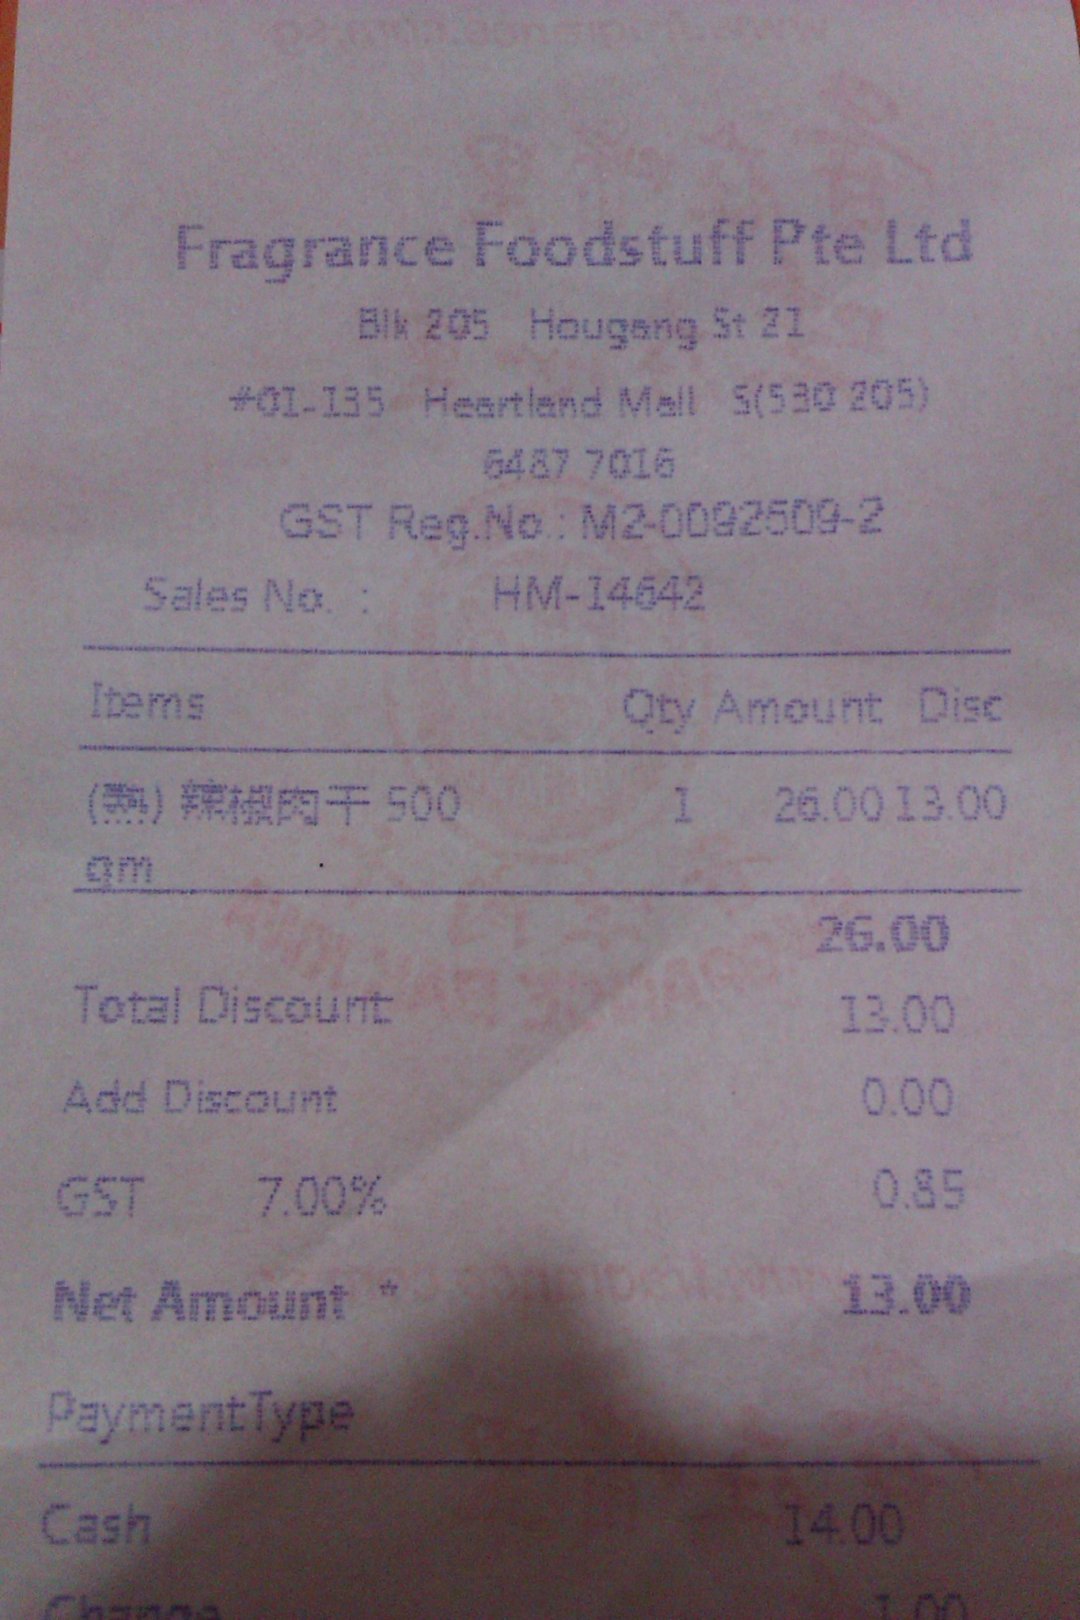 Fragrance Foodstuff Pte Ltd
Blk 205 Hougang St 21
#01-135 Heartland Mall S(530 205)
6487 7016
GST Reg.No.: M2-0092509-2
Sales No. : HM-14642
Items Qty Amount Disc
(熟) 辣椒肉干 500 1 26.00 13.00
gm
26.00
Total Discount 13.00
Add Discount 0.00
GST 7.00% 0.85
Net Amount * 13.00
PaymentType
Cash 14.00
Change 1.00